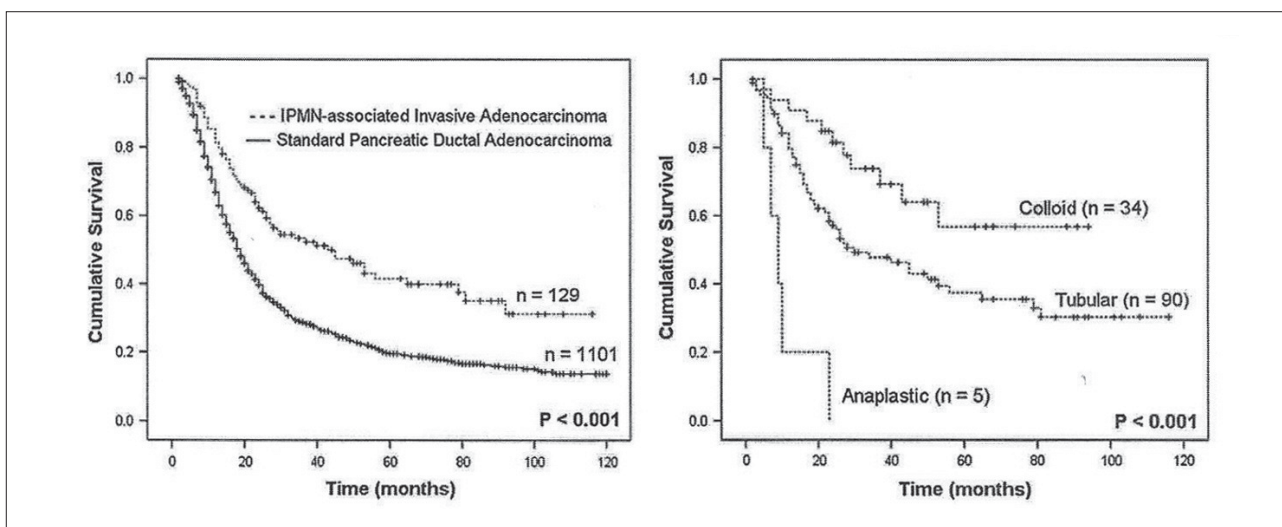 Cumulative Survival
1.0
0.8
0.6
0.4
0.2
0.0
IPMN-associated Invasive Adenocarcinoma
Standard Pancreatic Ductal Adenocarcinoma
n = 129
n = 1101
P < 0.001
0 20 40 60 80 100 120
Time (months)
Cumulative Survival
1.0
0.8
0.6
0.4
0.2
0.0
Colloid (n = 34)
Tubular (n = 90)
Anaplastic (n = 5)
P < 0.001
0 20 40 60 80 100 120
Time (months)